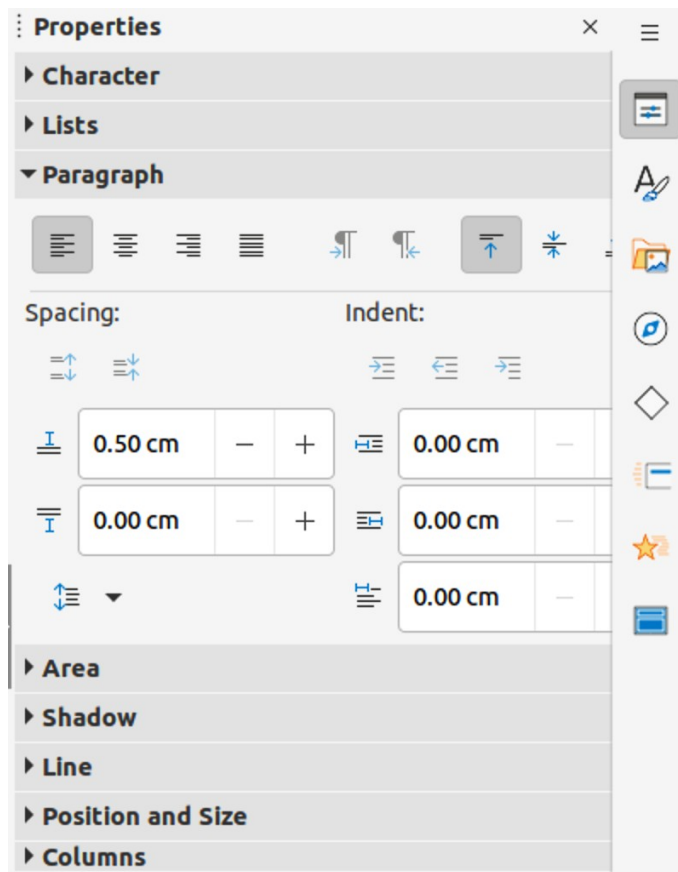 Properties
Character
Lists
Paragraph
Spacing: Indent:
0.50 cm 0.00 cm
0.00 cm 0.00 cm
0.00 cm
Area
Shadow
Line
Position and Size
Columns